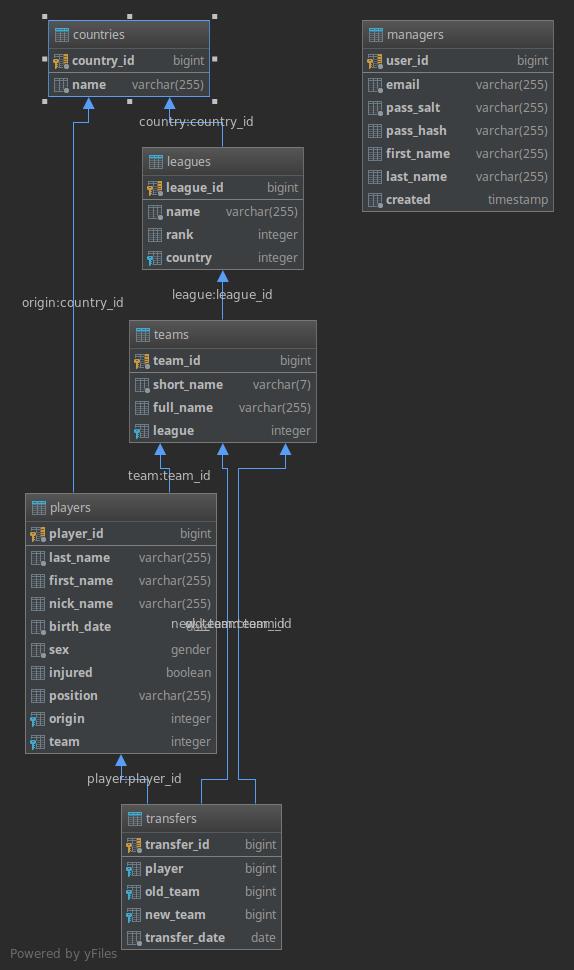 countries
country_id bigint
name varchar(255)
managers
user_id bigint
email varchar(255)
pass_salt varchar(255)
pass_hash varchar(255)
first_name varchar(255)
last_name varchar(255)
created timestamp
country:country_id
leagues
league_id bigint
name varchar(255)
rank integer
country integer
origin:country_id
league:league_id
teams
team_id bigint
short_name varchar(7)
full_name varchar(255)
league integer
team:team_id
players
player_id bigint
last_name varchar(255)
first_name varchar(255)
nick_name varchar(255)
birth_date
sex gender
injured boolean
position varchar(255)
origin integer
team integer
player:player_id
transfers
transfer_id bigint
player bigint
old_team bigint
new_team bigint
transfer_date date
Powered by yFiles